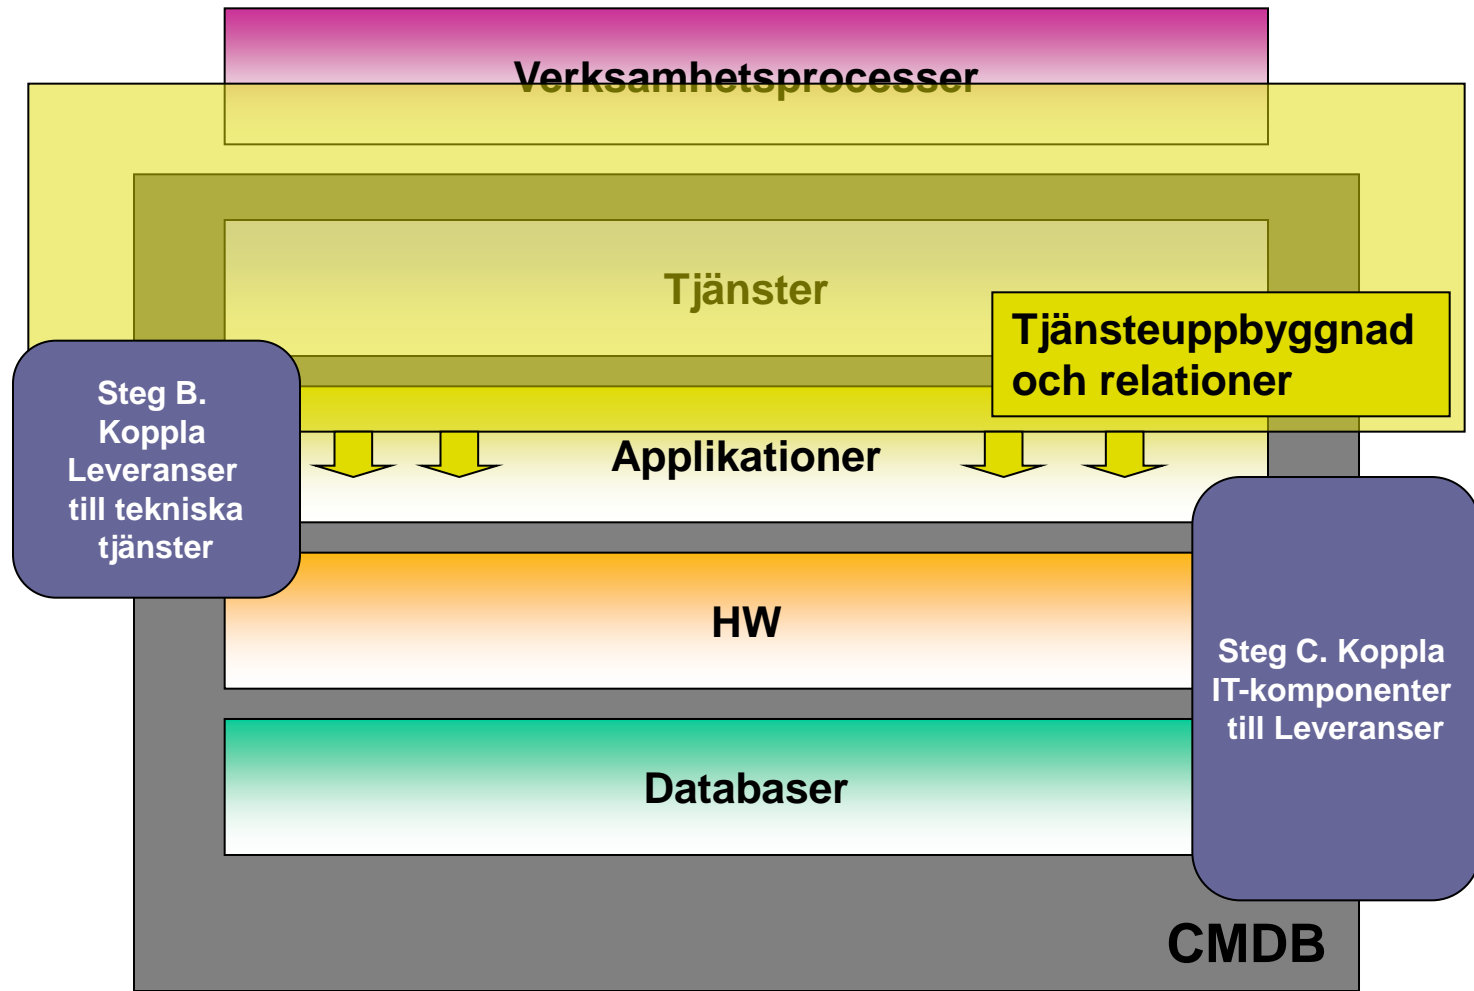 Verksamhetsprocesser
Tjänster
Tjänsteuppbyggnad
och relationer
Steg B.
Koppla
Leveranser
till tekniska
tjänster
Applikationer
HW
Steg C. Koppla
IT-komponenter
till Leveranser
Databaser
CMDB